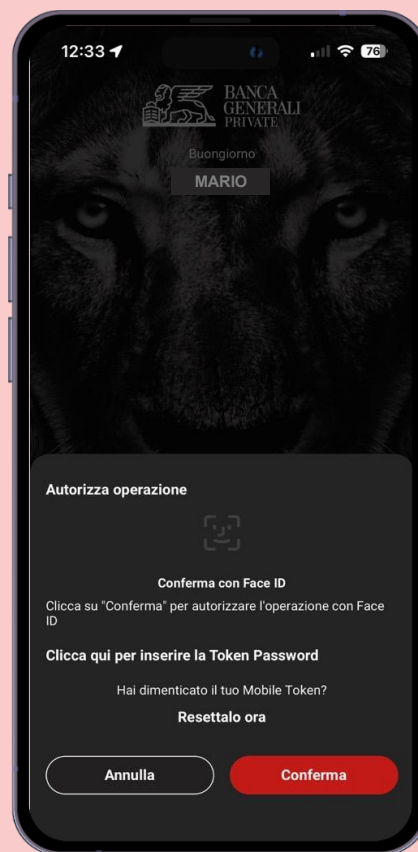 12:33
76
BANCA
GENERALI
PRIVATE
Buongiorno
MARIO
Autorizza operazione
Conferma con Face ID
Clicca su "Conferma" per autorizzare l'operazione con Face
ID
Clicca qui per inserire la Token Password
Hai dimenticato il tuo Mobile Token?
Resettalo ora
Annulla
Conferma